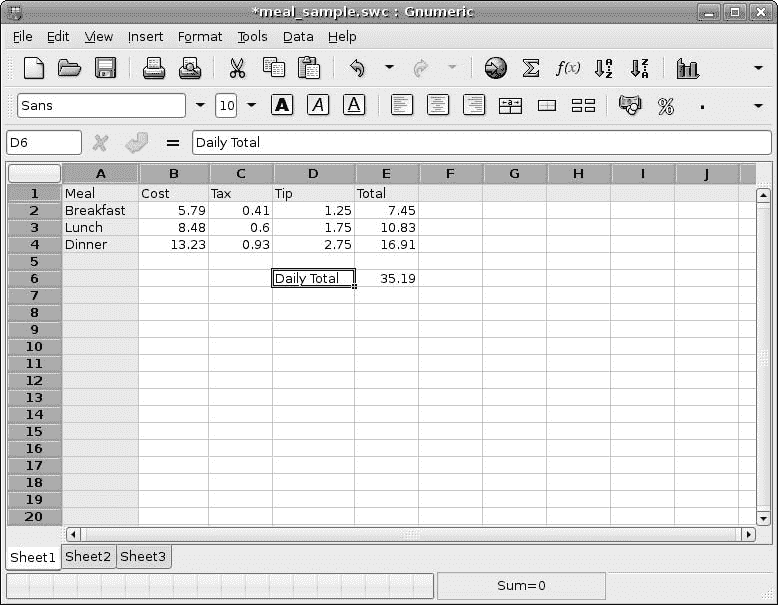 *meal_sample.swc : Gnumeric
File Edit View Insert Format Tools Data Help
f(x) A Z Z A
Sans 10 A A A %
D6 = Daily Total
A B C D E F G H I J
1 Meal Cost Tax Tip Total
2 Breakfast 5.79 0.41 1.25 7.45
3 Lunch 8.48 0.6 1.75 10.83
4 Dinner 13.23 0.93 2.75 16.91
5
6 Daily Total 35.19
7
8
9
10
11
12
13
14
15
16
17
18
19
20
Sheet1 Sheet2 Sheet3
Sum=0